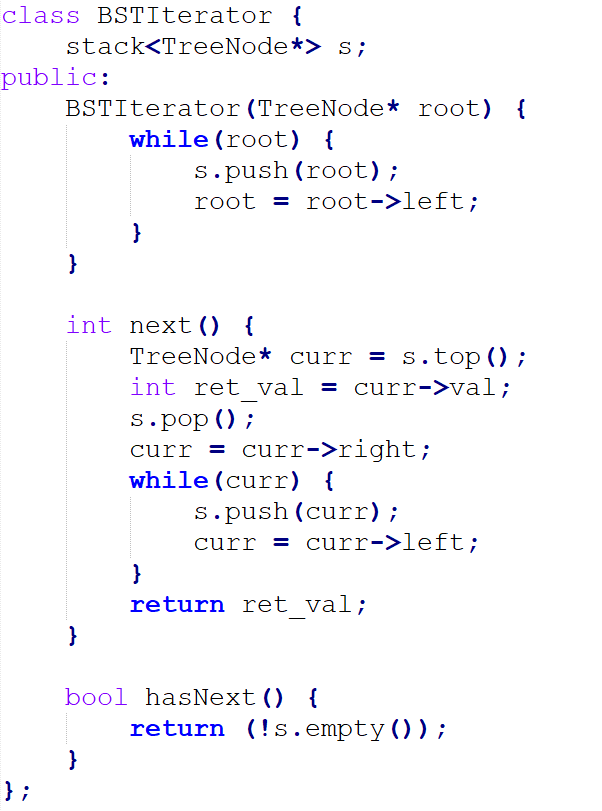 class BSTIterator {
    stack<TreeNode*> s;
public:
    BSTIterator(TreeNode* root) {
        while(root) {
            s.push(root);
            root = root->left;
        }
    }

    int next() {
        TreeNode* curr = s.top();
        int ret_val = curr->val;
        s.pop();
        curr = curr->right;
        while(curr) {
            s.push(curr);
            curr = curr->left;
        }
        return ret_val;
    }

    bool hasNext() {
        return (!s.empty());
    }
};